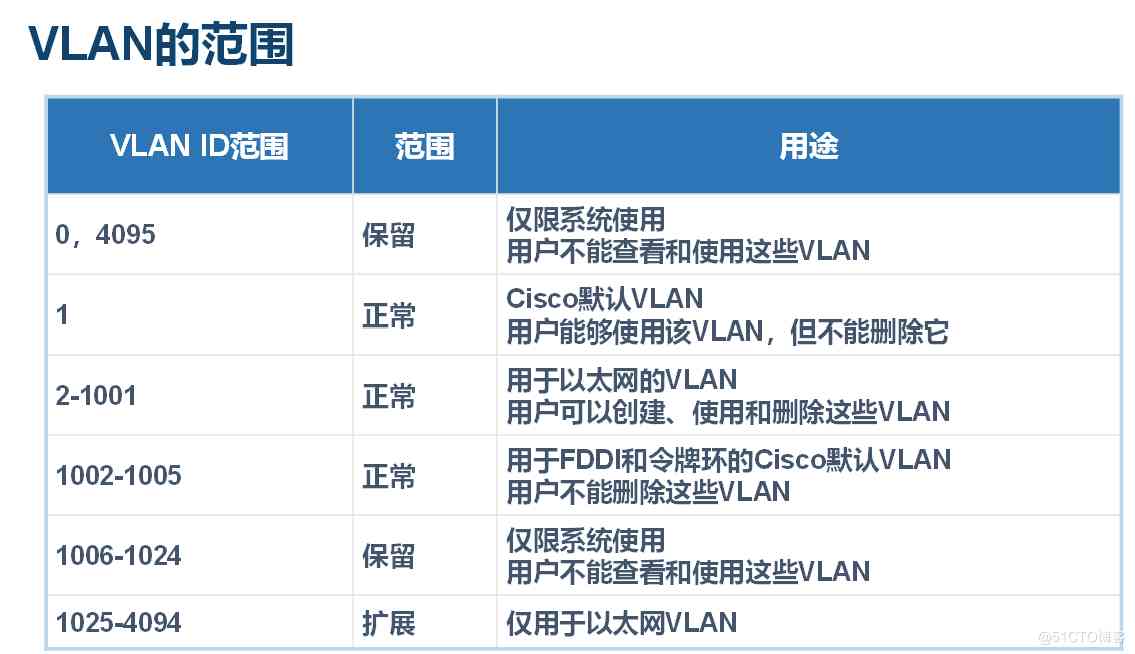 VLAN的范围
VLAN ID范围 范围 用途
0，4095 保留 仅限系统使用
用户不能查看和使用这些VLAN
1 正常 Cisco默认VLAN
用户能够使用该VLAN，但不能删除它
2-1001 正常 用于以太网的VLAN
用户可以创建、使用和删除这些VLAN
1002-1005 正常 用于FDDI和令牌环的Cisco默认VLAN
用户不能删除这些VLAN
1006-1024 保留 仅限系统使用
用户不能查看和使用这些VLAN
1025-4094 扩展 仅用于以太网VLAN
@51CTO博客